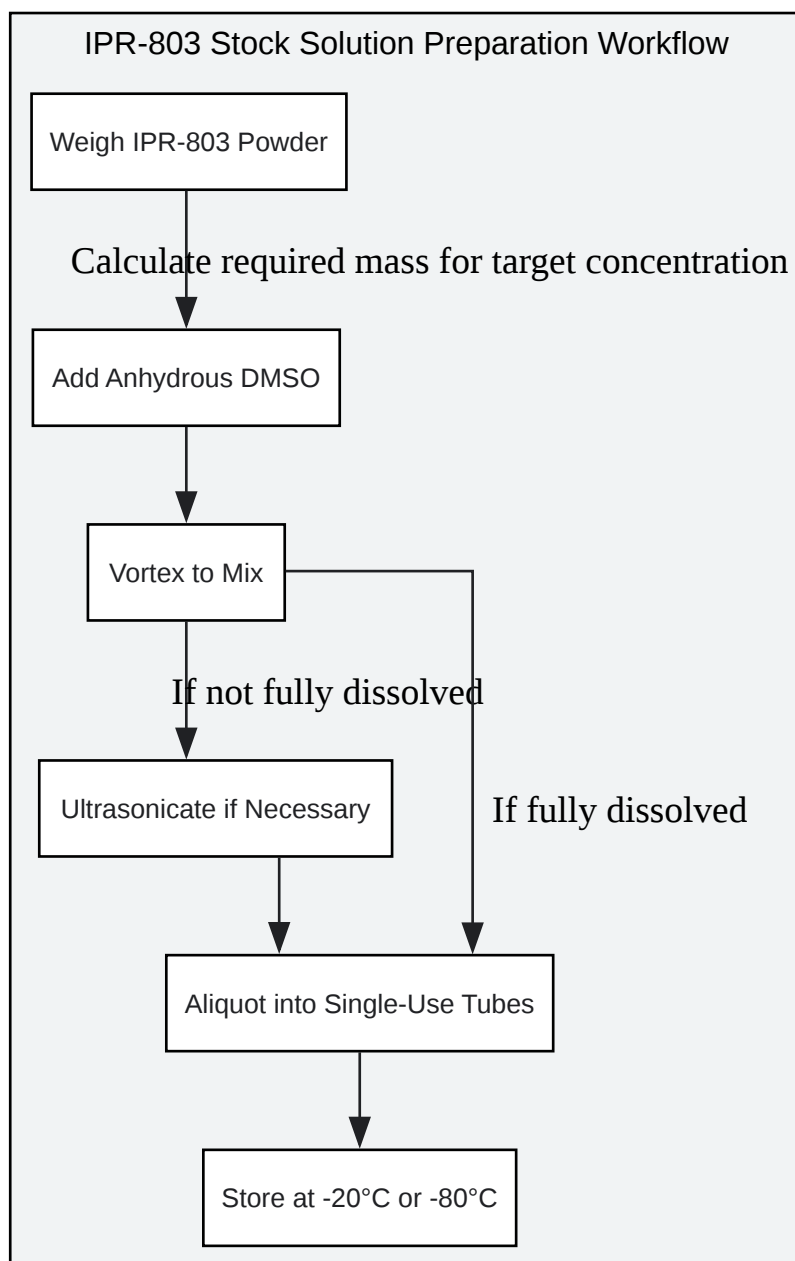 IPR-803 Stock Solution Preparation Workflow
Weigh IPR-803 Powder
Calculate required mass for target concentration
Add Anhydrous DMSO
Vortex to Mix
If not fully dissolved
Ultrasonicate if Necessary
If fully dissolved
Aliquot into Single-Use Tubes
Store at -20°C or -80°C